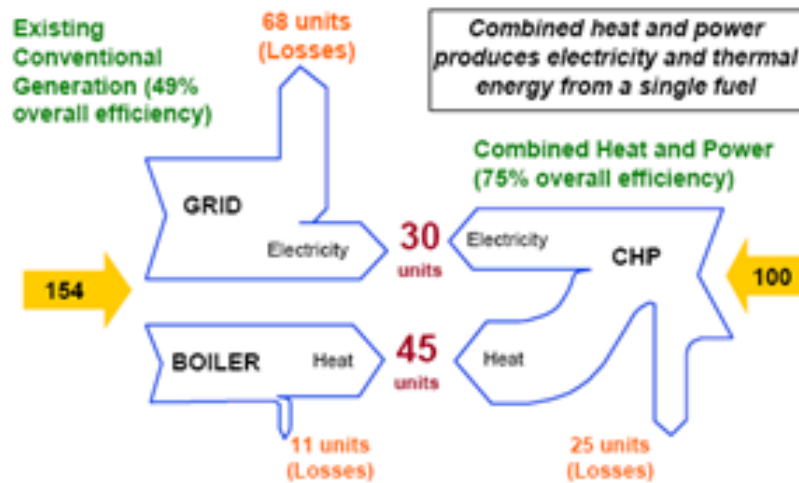 Existing
Conventional
Generation (49%
overall efficiency)
68 units
(Losses)
Combined heat and power
produces electricity and thermal
energy from a single fuel
Combined Heat and Power
(75% overall efficiency)
GRID
Electricity
30
units
Electricity
CHP
154
100
BOILER
Heat
45
units
Heat
11 units
(Losses)
25 units
(Losses)